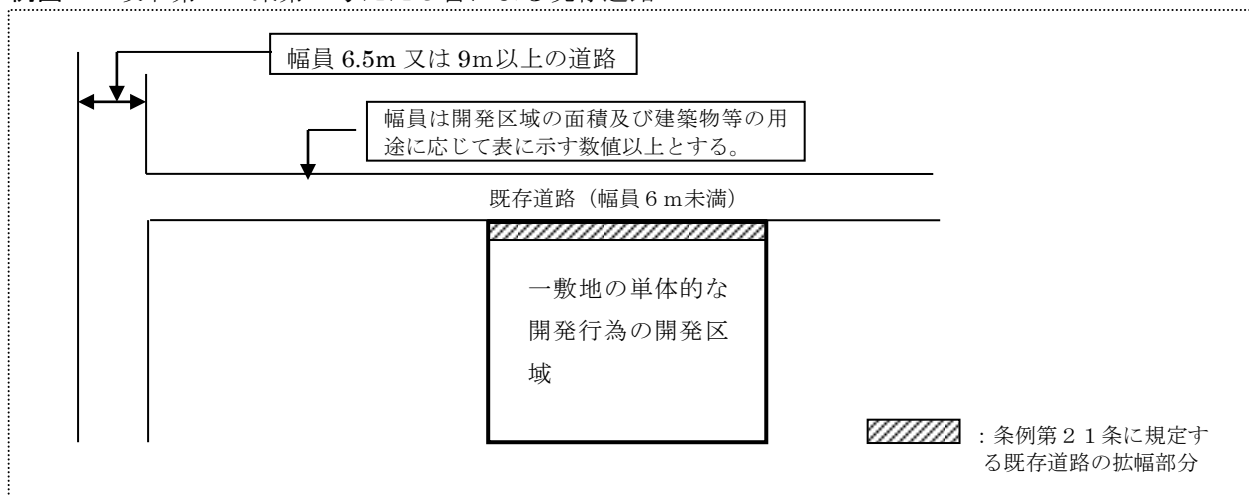 幅員 6.5m 又は 9m以上の道路
幅員は開発区域の面積及び建築物等の用
途に応じて表に示す数値以上とする。
既存道路（幅員６ｍ未満）
一敷地の単体的な
開発行為の開発区
域
：条例第２１条に規定す
る既存道路の拡幅部分